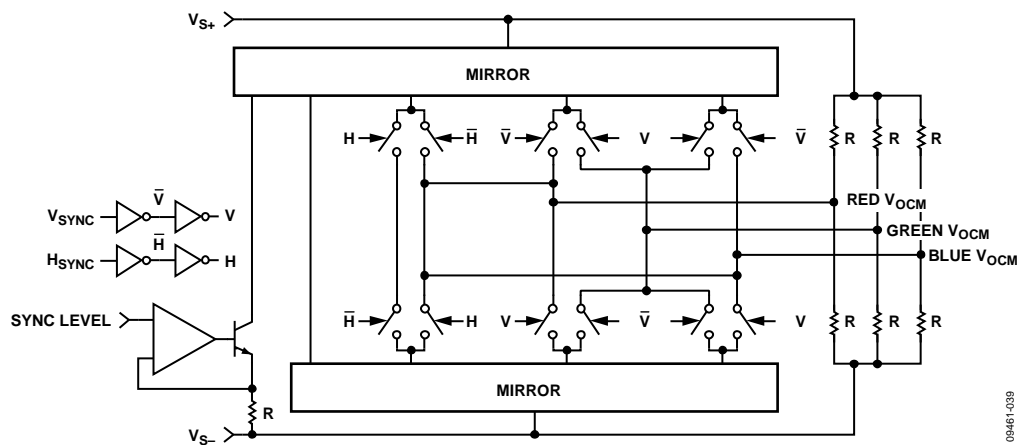 VS+
MIRROR
H H̅ V̅ V V V̅
R R R
V̅
VSYNC V
RED VOCM
H̅
GREEN VOCM
HSYNC H
BLUE VOCM
SYNC LEVEL
H̅ H V V̅ V̅ V
R R R
MIRROR
R
VS–
09461-039